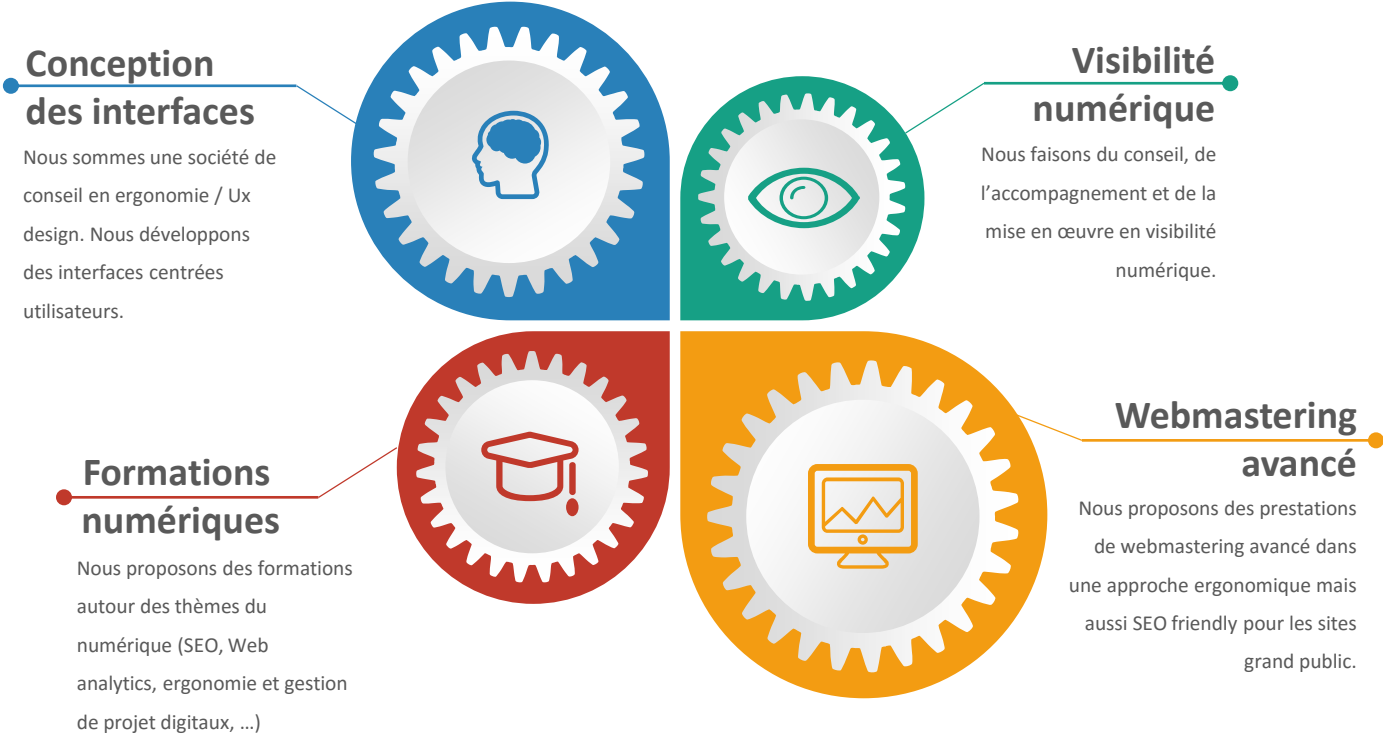 Conception
des interfaces
Nous sommes une société de
conseil en ergonomie / Ux
design. Nous développons
des interfaces centrées
utilisateurs.
Visibilité
numérique
Nous faisons du conseil, de
l’accompagnement et de la
mise en œuvre en visibilité
numérique.
Formations
numériques
Nous proposons des formations
autour des thèmes du
numérique (SEO, Web
analytics, ergonomie et gestion
de projet digitaux, …)
Webmastering
avancé
Nous proposons des prestations
de webmastering avancé dans
une approche ergonomique mais
aussi SEO friendly pour les sites
grand public.